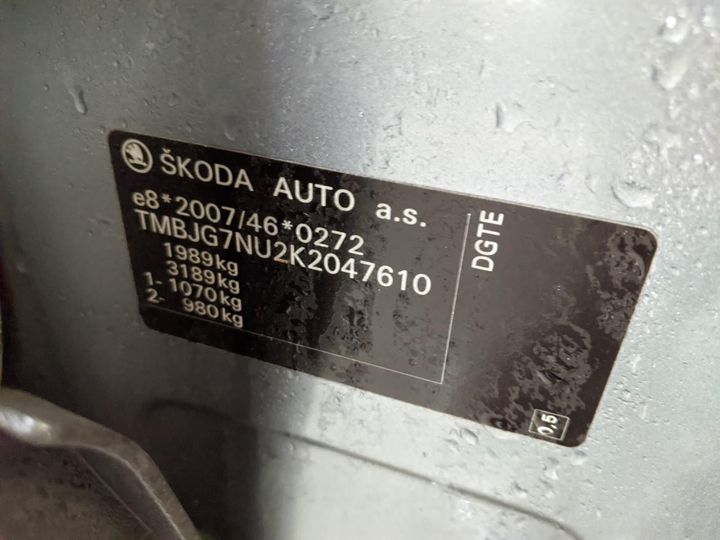 ŠKODA AUTO a.s.
e8*2007/46*0272
TMBJG7NU2K2047610
1989kg
3189kg
1- 1070kg
2- 980kg
DGTE
0,5